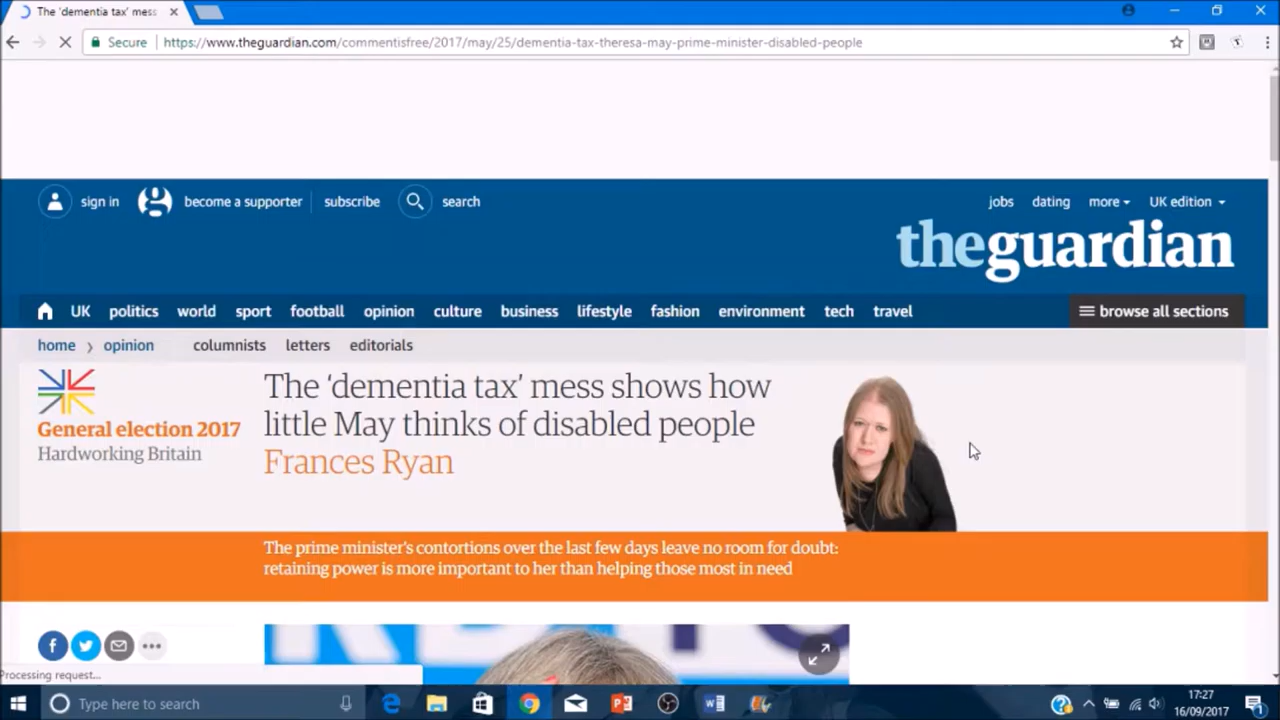 The 'dementia tax' mess
Secure
https://www.theguardian.com/commentisfree/2017/may/25/dementia-tax-theresa-may-prime-minister-disabled-people
sign in
become a supporter
subscribe
search
jobs
dating
more
UK edition
theguardian
UK
politics
world
sport
football
opinion
culture
business
lifestyle
fashion
environment
tech
travel
browse all sections
home
opinion
columnists
letters
editorials
General election 2017
Hardworking Britain
The ‘dementia tax’ mess shows how
little May thinks of disabled people
Frances Ryan
The prime minister’s contortions over the last few days leave no room for doubt:
retaining power is more important to her than helping those most in need
Processing request...
Type here to search
17:27
16/09/2017